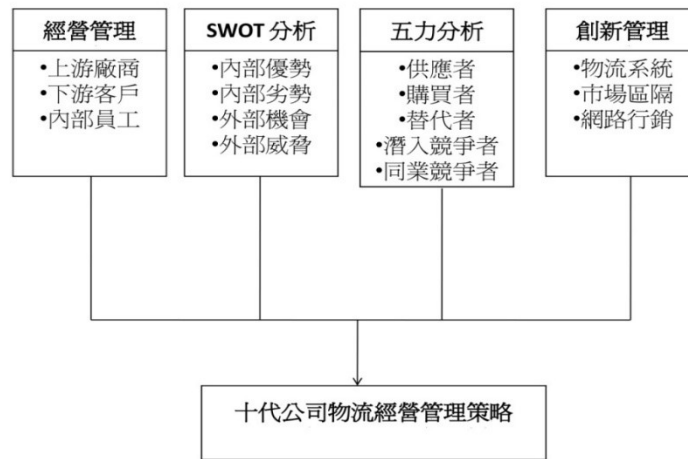 經營管理
•上游廠商
•下游客戶
•內部員工
SWOT 分析
•內部優勢
•內部劣勢
•外部機會
•外部威脅
五力分析
•供應者
•購買者
•替代者
•潛入競爭者
•同業競爭者
創新管理
•物流系統
•市場區隔
•網路行銷
十代公司物流經營管理策略